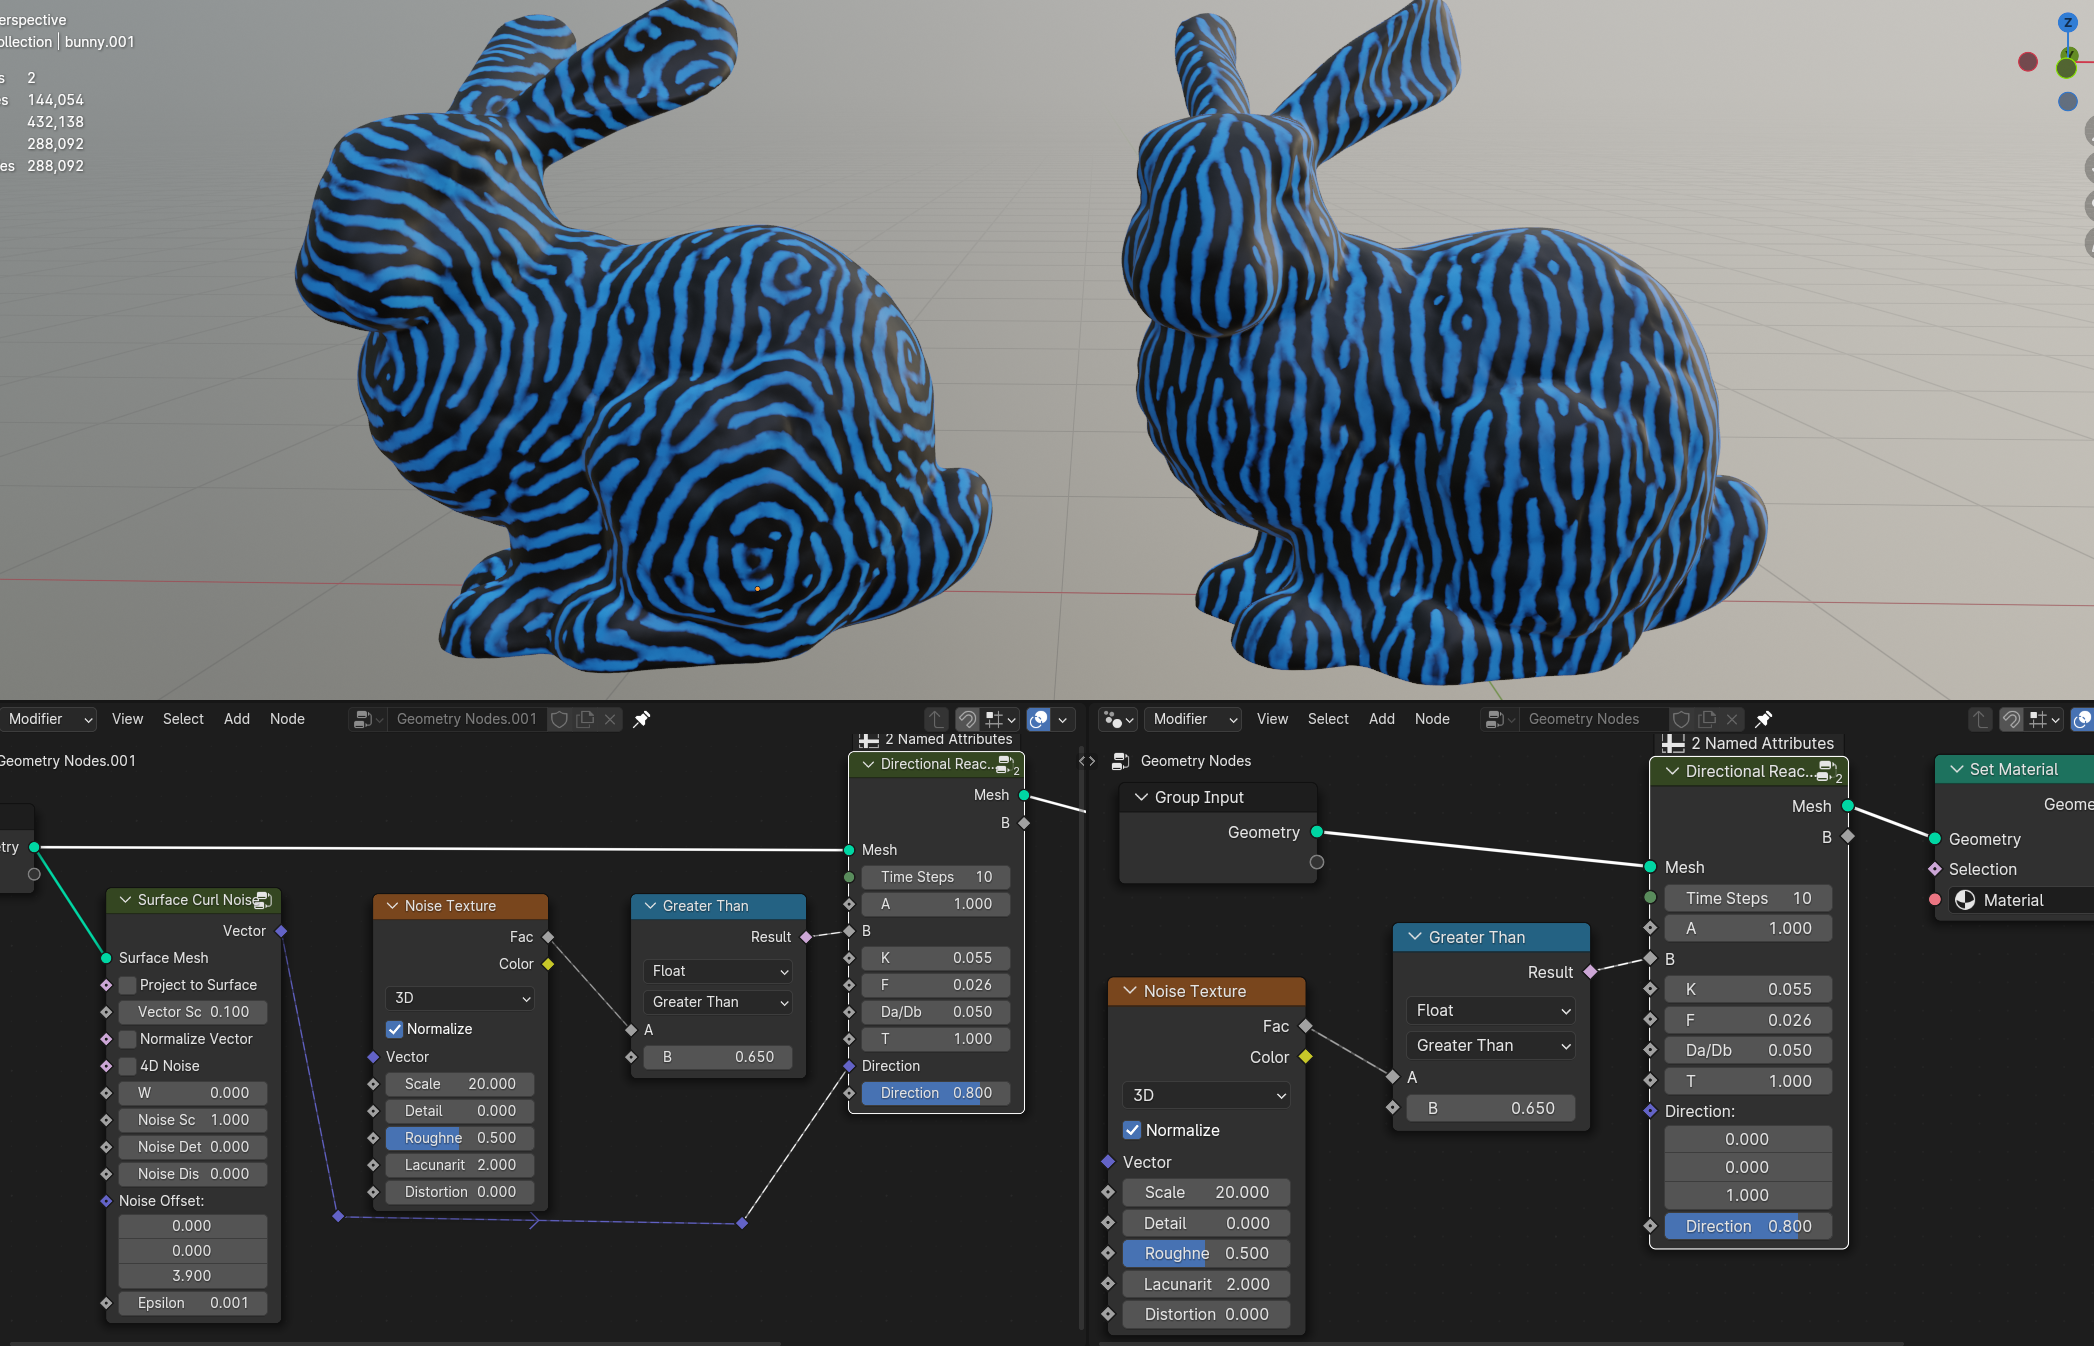 erspective
ollection | bunny.001
s 2
es 144,054
432,138
288,092
es 288,092
Z
Y
Modifier View Select Add Node Geometry Nodes.001
Geometry Nodes.001
try
Surface Curl Noise
Vector
Surface Mesh
Project to Surface
Vector Sc 0.100
Normalize Vector
4D Noise
W 0.000
Noise Sc 1.000
Noise Det 0.000
Noise Dis 0.000
Noise Offset:
0.000
0.000
3.900
Epsilon 0.001
Noise Texture
Fac
Color
3D
Normalize
Vector
Scale 20.000
Detail 0.000
Roughne 0.500
Lacunarit 2.000
Distortion 0.000
Greater Than
Result
Float
Greater Than
A
B 0.650
2 Named Attributes
Directional Reac... 2
Mesh
B
Mesh
Time Steps 10
A 1.000
B
K 0.055
F 0.026
Da/Db 0.050
T 1.000
Direction
Direction 0.800
Modifier View Select Add Node Geometry Nodes
Geometry Nodes
Group Input
Geometry
Noise Texture
Fac
Color
3D
Normalize
Vector
Scale 20.000
Detail 0.000
Roughne 0.500
Lacunarit 2.000
Distortion 0.000
Greater Than
Result
Float
Greater Than
A
B 0.650
2 Named Attributes
Directional Reac... 2
Mesh
B
Mesh
Time Steps 10
A 1.000
B
K 0.055
F 0.026
Da/Db 0.050
T 1.000
Direction:
0.000
0.000
1.000
Direction 0.800
Set Material
Geome
Geometry
Selection
Material